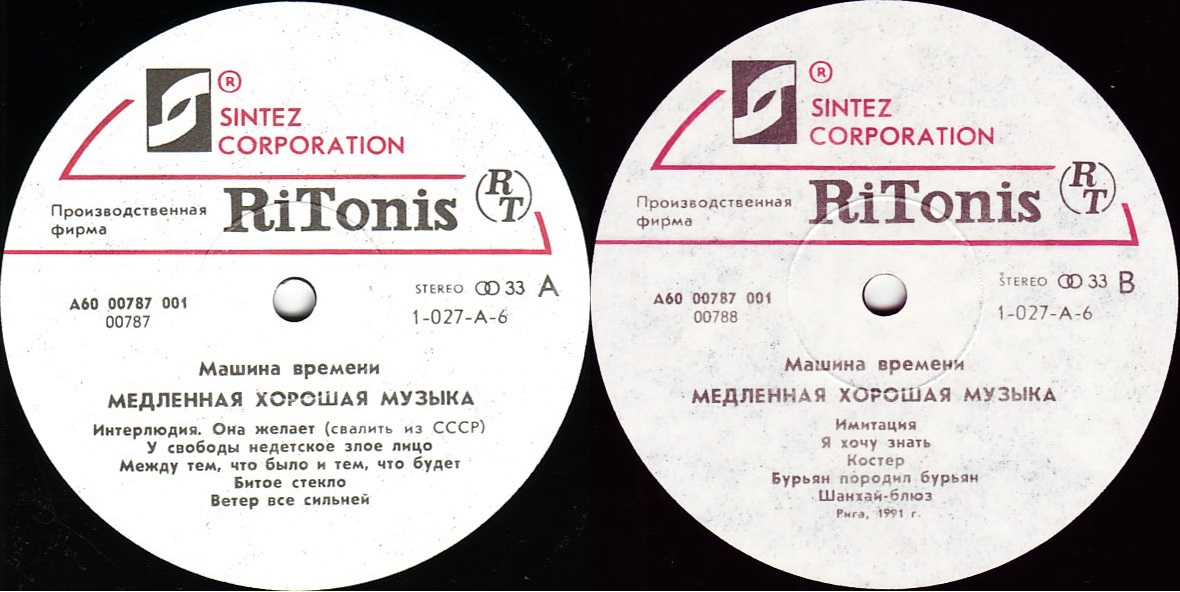 ®
SINTEZ
CORPORATION
Производственная
фирма
RiTonis
RT
STEREO 33 A
А60 00787 001
00787
1-027-A-6
Машина времени
МЕДЛЕННАЯ ХОРОШАЯ МУЗЫКА
Интерлюдия. Она желает (свалить из СССР)
У свободы недетское злое лицо
Между тем, что было и тем, что будет
Битое стекло
Ветер все сильней
®
SINTEZ
CORPORATION
Производственная
фирма
RiTonis
RT
STEREO 33 B
А60 00787 001
00788
1-027-A-6
Машина времени
МЕДЛЕННАЯ ХОРОШАЯ МУЗЫКА
Имитация
Я хочу знать
Костер
Бурьян породил бурьян
Шанхай-блюз
Рига, 1991 г.